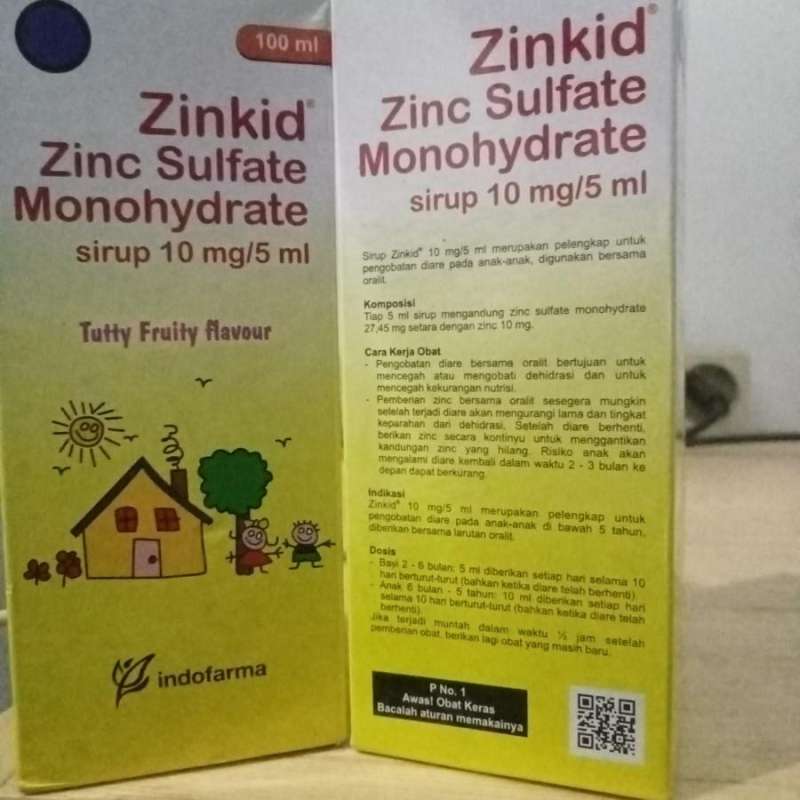 100 ml
Zinkid®
Zinc Sulfate
Monohydrate
sirup 10 mg/5 ml
Tutty Fruity flavour
indofarma
Zinkid®
Zinc Sulfate
Monohydrate
sirup 10 mg/5 ml
Sirup Zinkid® 10 mg/5 ml merupakan pelengkap untuk
pengobatan diare pada anak-anak, digunakan bersama
oralit.
Komposisi
Tiap 5 ml sirup mengandung zinc sulfate monohydrate
27,45 mg setara dengan zinc 10 mg.
Cara Kerja Obat
- Pengobatan diare bersama oralit bertujuan untuk
mencegah atau mengobati dehidrasi dan untuk
mencegah kekurangan nutrisi.
- Pemberian zinc bersama oralit sesegera mungkin
setelah terjadi diare akan mengurangi lama dan tingkat
keparahan dari dehidrasi. Setelah diare berhenti,
berikan zinc secara kontinyu untuk menggantikan
kandungan zinc yang hilang. Risiko anak akan
mengalami diare kembali dalam waktu 2 - 3 bulan ke
depan dapat berkurang.
Indikasi
Zinkid® 10 mg/5 ml merupakan pelengkap untuk
pengobatan diare pada anak-anak di bawah 5 tahun,
diberikan bersama larutan oralit.
Dosis
- Bayi 2 - 6 bulan: 5 ml diberikan setiap hari selama 10
hari berturut-turut (bahkan ketika diare telah berhenti)
- Anak 6 bulan - 5 tahun: 10 ml diberikan setiap hari
selama 10 hari berturut-turut (bahkan ketika diare telah
berhenti)
Jika terjadi muntah dalam waktu ½ jam setelah
pemberian obat, berikan lagi obat yang masih baru.
P No. 1
Awas! Obat Keras
Bacalah aturan memakainya